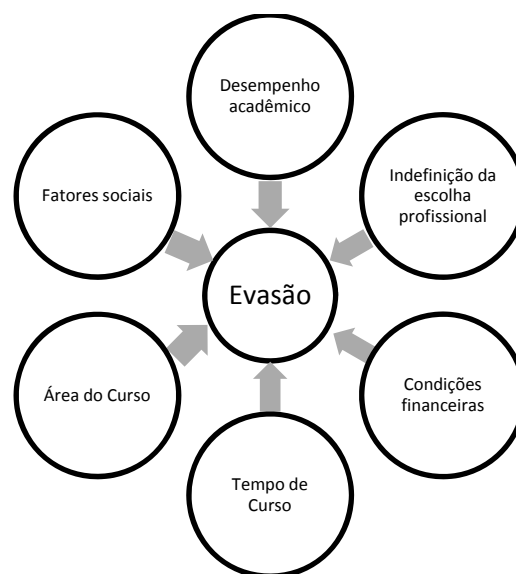 Desempenho
acadêmico
Fatores sociais
Indefinição da
escolha
profissional
Evasão
Área do Curso
Condições
financeiras
Tempo de
Curso